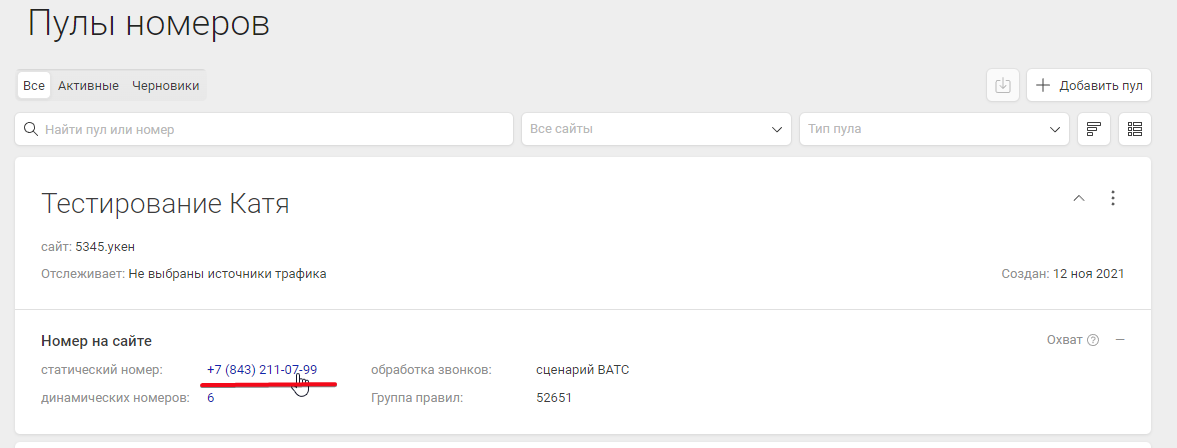 Пулы номеров
Все Активные Черновики
Добавить пул
Найти пул или номер
Все сайты
Тип пула
Тестирование Катя
сайт: 5345.укен
Отслеживает: Не выбраны источники трафика
Создан: 12 ноя 2021
Номер на сайте
Охват ? –
статический номер: +7 (843) 211-07-99 обработка звонков: сценарий ВАТС
динамических номеров: 6 Группа правил: 52651